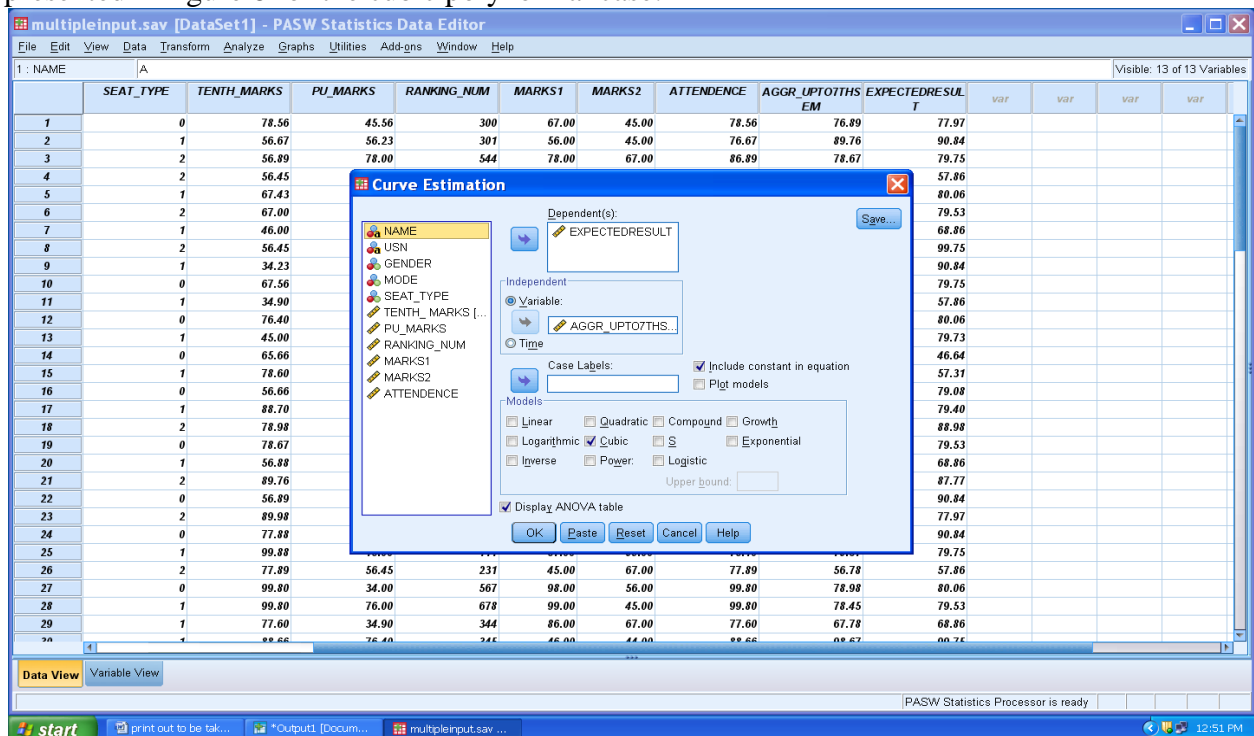 multipleinput.sav [DataSet1] - PASW Statistics Data Editor
File Edit View Data Transform Analyze Graphs Utilities Add-ons Window Help
1 : NAME A Visible: 13 of 13 Variables
SEAT_TYPE TENTH_MARKS PU_MARKS RANKING_NUM MARKS1 MARKS2 ATTENDENCE AGGR_UPTO7THS EXPECTEDRESUL var var var var
EM T
1 0 78.56 45.56 300 67.00 45.00 78.56 76.89 77.97
2 1 56.67 56.23 301 56.00 45.00 76.67 89.76 90.84
3 2 56.89 78.00 544 78.00 67.00 86.89 78.67 79.75
4 2 56.45 57.86
5 1 67.43 80.06
6 2 67.00 79.53
7 1 46.00 68.86
8 2 56.45 99.75
9 1 34.23 90.84
10 0 67.56 79.75
11 1 34.90 57.86
12 0 76.40 80.06
13 1 45.00 79.73
14 0 65.66 46.64
15 1 78.60 57.31
16 0 56.66 79.08
17 1 88.70 79.40
18 2 78.98 88.98
19 0 78.67 79.53
20 1 56.88 68.86
21 2 89.76 87.77
22 0 56.89 90.84
23 2 89.98 77.97
24 0 77.88 90.84
25 1 99.88 79.75
26 2 77.89 56.45 231 45.00 67.00 77.89 56.78 57.86
27 0 99.80 34.00 567 98.00 56.00 99.80 78.98 80.06
28 1 99.80 76.00 678 99.00 45.00 99.80 78.45 79.53
29 1 77.60 34.90 344 86.00 67.00 77.60 67.78 68.86
Curve Estimation
Dependent(s):
Save...
EXPECTEDRESULT
NAME
USN
GENDER
MODE
SEAT_TYPE
TENTH_ MARKS [...
PU_MARKS
RANKING_NUM
MARKS1
MARKS2
ATTENDENCE
Independent
Variable:
AGGR_UPTO7THS...
Time
Case Labels:
Include constant in equation
Plot models
Models
Linear Quadratic Compound Growth
Logarithmic Cubic S Exponential
Inverse Power: Logistic
Upper bound:
Display ANOVA table
OK Paste Reset Cancel Help
Data View Variable View
PASW Statistics Processor is ready
start print out to be tak... *Output1 [Docum... multipleinput.sav ... 12:51 PM